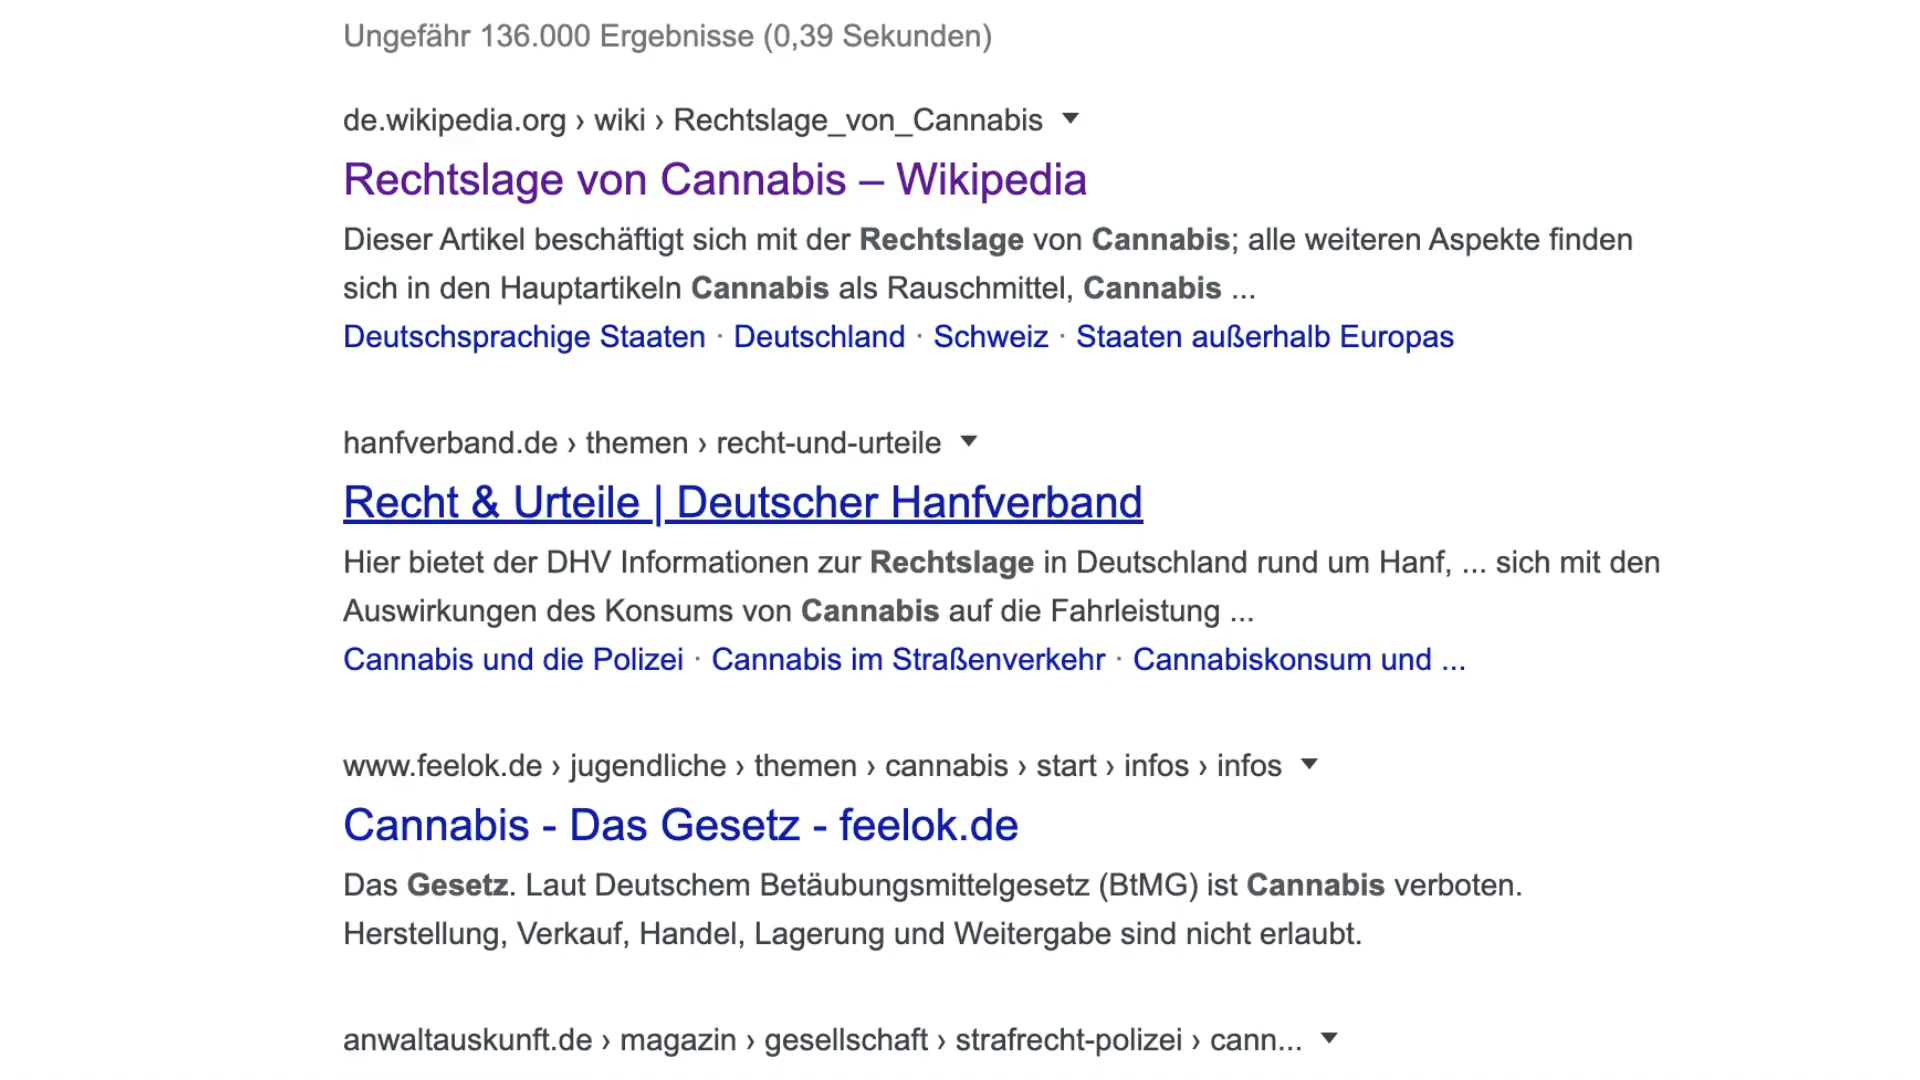 Ungefähr 136.000 Ergebnisse (0,39 Sekunden)
de.wikipedia.org › wiki › Rechtslage_von_Cannabis
Rechtslage von Cannabis – Wikipedia
Dieser Artikel beschäftigt sich mit der Rechtslage von Cannabis; alle weiteren Aspekte finden
sich in den Hauptartikeln Cannabis als Rauschmittel, Cannabis ...
Deutschsprachige Staaten · Deutschland · Schweiz · Staaten außerhalb Europas
hanfverband.de › themen › recht-und-urteile
Recht & Urteile | Deutscher Hanfverband
Hier bietet der DHV Informationen zur Rechtslage in Deutschland rund um Hanf, ... sich mit den
Auswirkungen des Konsums von Cannabis auf die Fahrleistung ...
Cannabis und die Polizei · Cannabis im Straßenverkehr · Cannabiskonsum und ...
www.feelok.de › jugendliche › themen › cannabis › start › infos › infos
Cannabis - Das Gesetz - feelok.de
Das Gesetz. Laut Deutschem Betäubungsmittelgesetz (BtMG) ist Cannabis verboten.
Herstellung, Verkauf, Handel, Lagerung und Weitergabe sind nicht erlaubt.
anwaltauskunft.de › magazin › gesellschaft › strafrecht-polizei › cann...